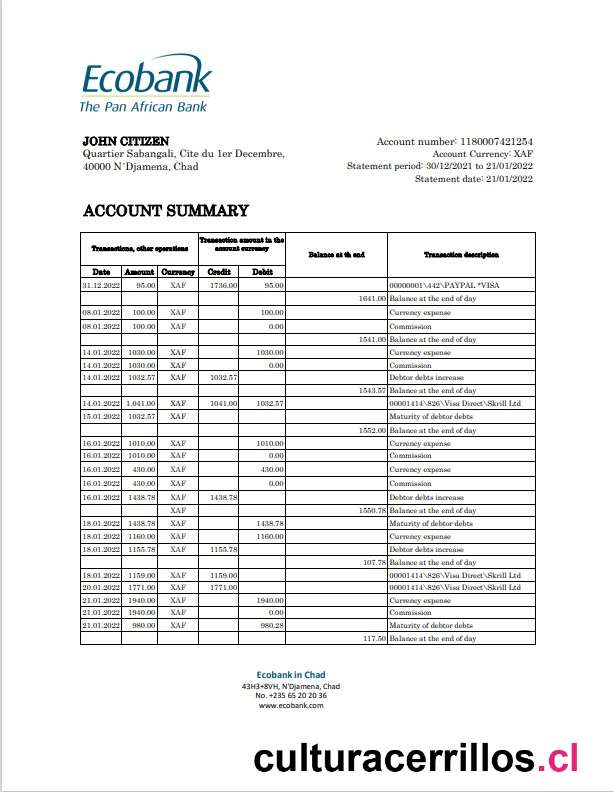 Ecobank
The Pan African Bank
JOHN CITIZEN
Quartier Sabangali, Cite du 1er Decembre,
40000 N'Djamena, Chad
Account number: 1180007421254
Account Currency: XAF
Statement period: 30/12/2021 to 21/01/2022
Statement date: 21/01/2022
ACCOUNT SUMMARY
Transactions, other operations Transaction amount in the account currency Balance at th end Transaction description
Date Amount Currency Credit Debit
31.12.2022 95.00 XAF 1736.00 95.00 00000001\442\PAYPAL *VISA
1641.00 Balance at the end of day
08.01.2022 100.00 XAF 100.00 Currency expense
08.01.2022 100.00 XAF 0.00 Commission
1541.00 Balance at the end of day
14.01.2022 1030.00 XAF 1030.00 Currency expense
14.01.2022 1030.00 XAF 0.00 Commission
14.01.2022 1032.57 XAF 1032.57 Debtor debts increase
1543.57 Balance at the end of day
14.01.2022 1.041.00 XAF 1041.00 1032.57 00001414\826\Visa Direct\Skrill Ltd
15.01.2022 1032.57 XAF Maturity of debtor debts
1552.00 Balance at the end of day
16.01.2022 1010.00 XAF 1010.00 Currency expense
16.01.2022 1010.00 XAF 0.00 Commission
16.01.2022 430.00 XAF 430.00 Currency expense
16.01.2022 430.00 XAF 0.00 Commission
16.01.2022 1438.78 XAF 1438.78 Debtor debts increase
XAF 1550.78 Balance at the end of day
18.01.2022 1438.78 XAF 1438.78 Maturity of debtor debts
18.01.2022 1160.00 XAF 1160.00 Currency expense
18.01.2022 1155.78 XAF 1155.78 Debtor debts increase
107.78 Balance at the end of day
18.01.2022 1159.00 XAF 1159.00 00001414\826\Visa Direct\Skrill Ltd
20.01.2022 1771.00 XAF 1771.00 00001414\826\Visa Direct\Skrill Ltd
21.01.2022 1940.00 XAF 1940.00 Currency expense
21.01.2022 1940.00 XAF 0.00 Commission
21.01.2022 980.00 XAF 980.28 Maturity of debtor debts
117.50 Balance at the end of day
Ecobank in Chad
43H3+8VH, N'Djamena, Chad
No. +235 65 20 20 36
www.ecobank.com
culturacerrillos.cl